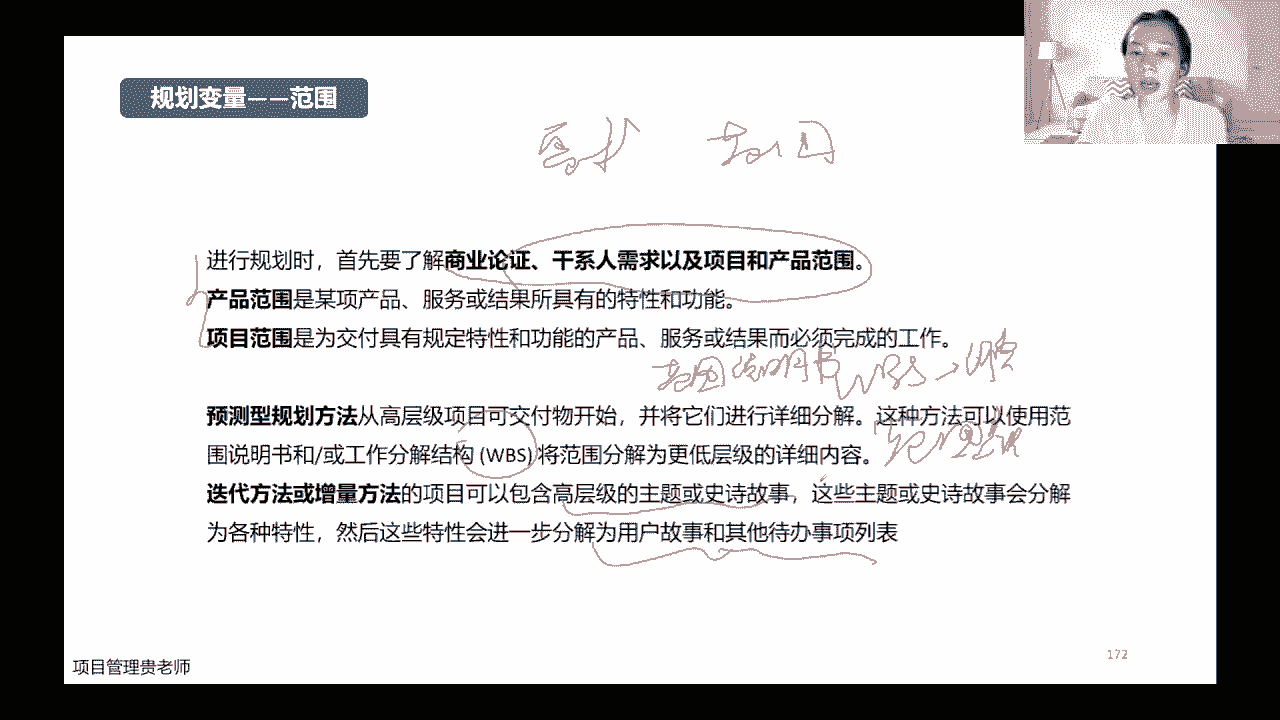 规划变量——范围
需求 范围
进行规划时，首先要了解商业论证、干系人需求以及项目和产品范围。
产品范围是某项产品、服务或结果所具有的特性和功能。
项目范围是为交付具有规定特性和功能的产品、服务或结果而必须完成的工作。
范围说明书
预测型规划方法从高层级项目可交付物开始，并将它们进行详细分解。这种方法可以使用范
围说明书和/或工作分解结构 (WBS) 将范围分解为更低层级的详细内容。
迭代方法或增量方法的项目可以包含高层级的主题或史诗故事，这些主题或史诗故事会分解
为各种特性，然后这些特性会进一步分解为用户故事和其他待办事项列表
172
项目管理贵老师